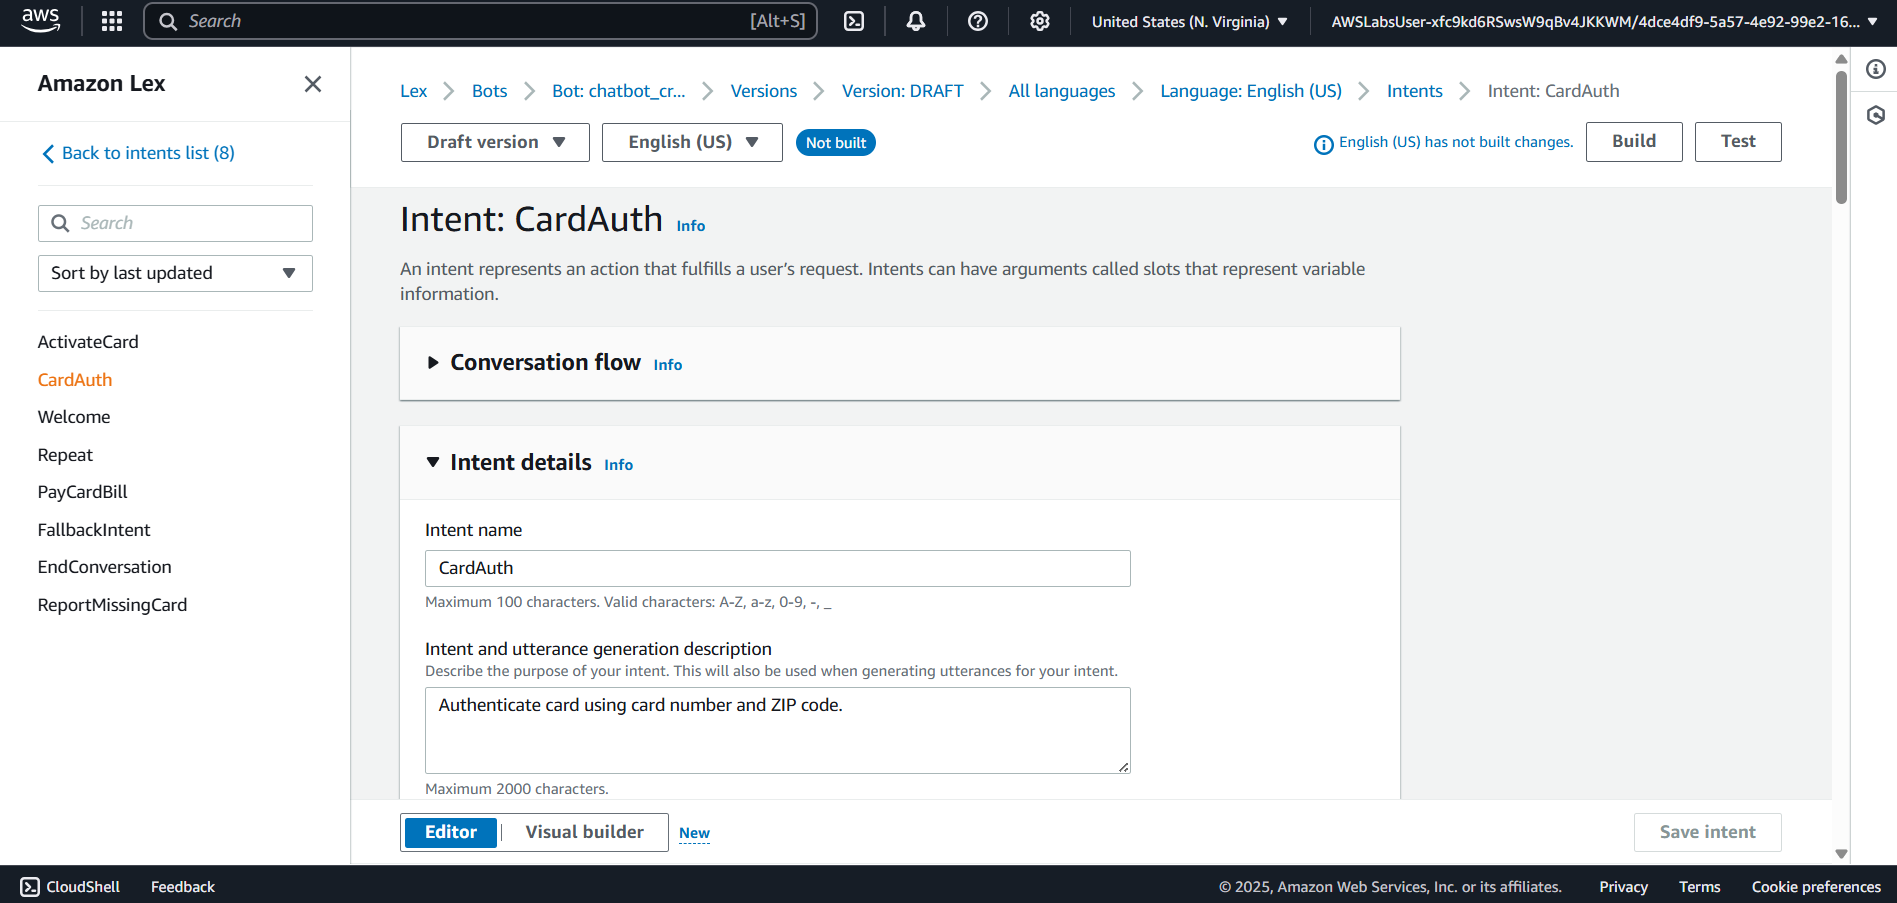 aws
Search [Alt+S]
United States (N. Virginia)
AWSLabsUser-xfc9kd6RSwsW9qBv4JKKWM/4dce4df9-5a57-4e92-99e2-16...
Amazon Lex
Back to intents list (8)
Search
Sort by last updated
ActivateCard
CardAuth
Welcome
Repeat
PayCardBill
FallbackIntent
EndConversation
ReportMissingCard
Lex Bots Bot: chatbot_cr... Versions Version: DRAFT All languages Language: English (US) Intents Intent: CardAuth
Draft version English (US) Not built
English (US) has not built changes. Build Test
Intent: CardAuth Info
An intent represents an action that fulfills a user’s request. Intents can have arguments called slots that represent variable
information.
Conversation flow Info
Intent details Info
Intent name
CardAuth
Maximum 100 characters. Valid characters: A-Z, a-z, 0-9, -, _
Intent and utterance generation description
Describe the purpose of your intent. This will also be used when generating utterances for your intent.
Authenticate card using card number and ZIP code.
Maximum 2000 characters.
Editor Visual builder New
Save intent
CloudShell Feedback
© 2025, Amazon Web Services, Inc. or its affiliates. Privacy Terms Cookie preferences